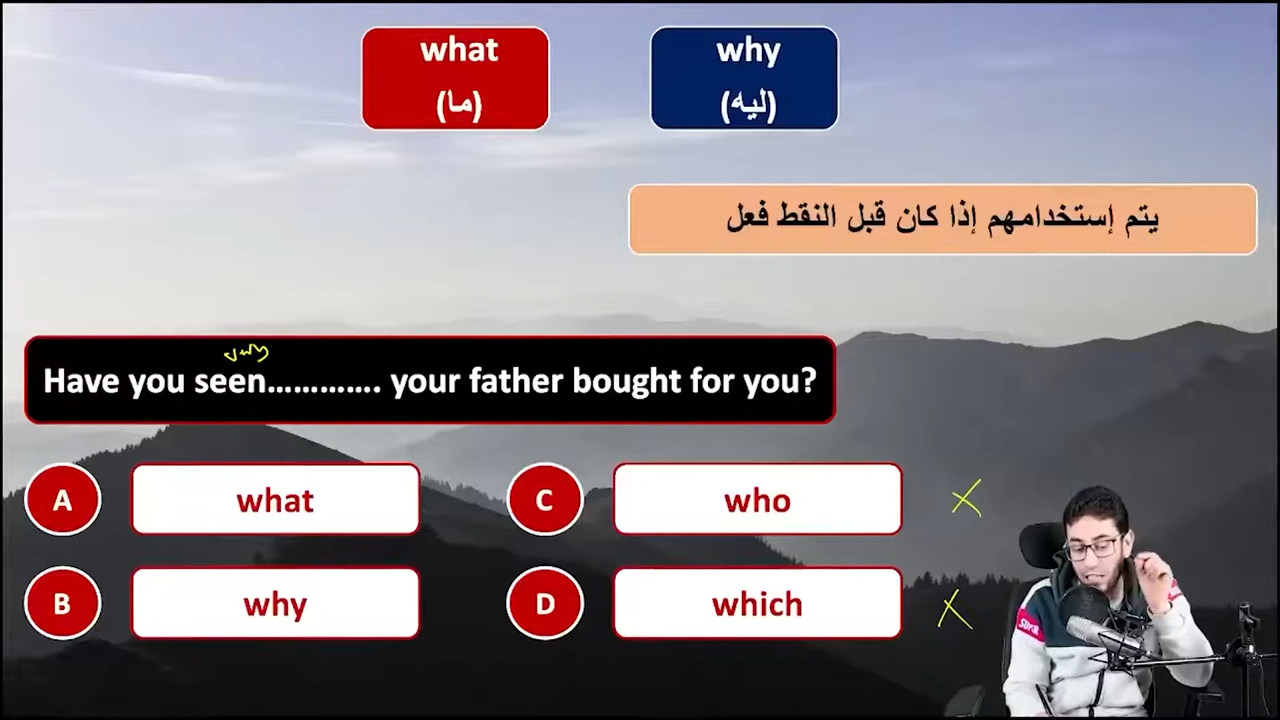 what
(ما)
why
(ليه)
يتم إستخدامهم إذا كان قبل النقط فعل
Have you seen…………. your father bought for you?
A
what
C
who
B
why
D
which